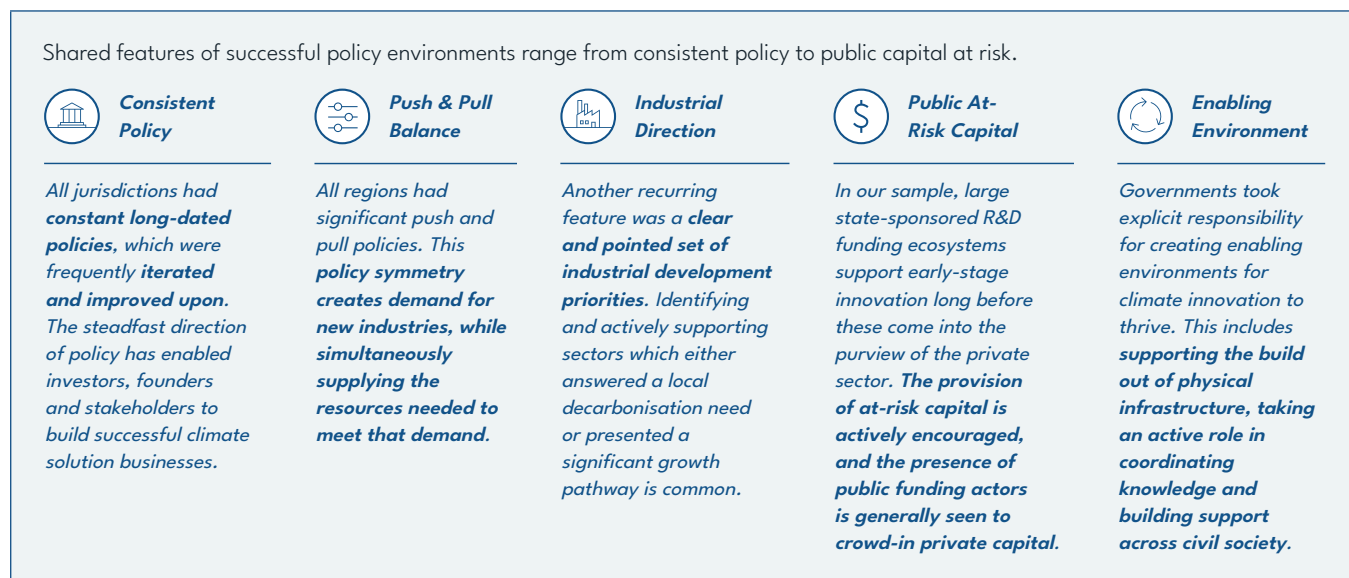 Shared features of successful policy environments range from consistent policy to public capital at risk.
Consistent
Policy
All jurisdictions had
constant long-dated
policies, which were
frequently iterated
and improved upon.
The steadfast direction
of policy has enabled
investors, founders
and stakeholders to
build successful climate
solution businesses.
Push & Pull
Balance
All regions had
significant push and
pull policies. This
policy symmetry
creates demand for
new industries, while
simultaneously
supplying the
resources needed to
meet that demand.
Industrial
Direction
Another recurring
feature was a clear
and pointed set of
industrial development
priorities. Identifying
and actively supporting
sectors which either
answered a local
decarbonisation need
or presented a
significant growth
pathway is common.
Public At-
Risk Capital
In our sample, large
state-sponsored R&D
funding ecosystems
support early-stage
innovation long before
these come into the
purview of the private
sector. The provision
of at-risk capital is
actively encouraged,
and the presence of
public funding actors
is generally seen to
crowd-in private capital.
Enabling
Environment
Governments took
explicit responsibility
for creating enabling
environments for
climate innovation to
thrive. This includes
supporting the build
out of physical
infrastructure, taking
an active role in
coordinating
knowledge and
building support
across civil society.